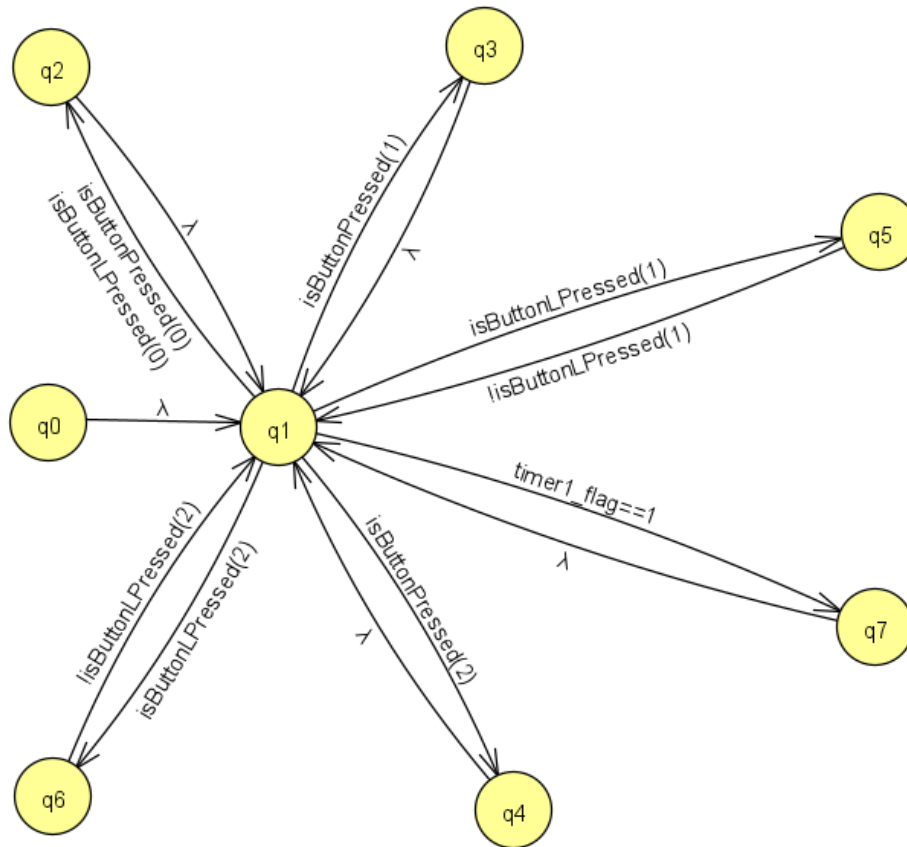 q2
q3
isButtonPressed(1)
isButtonPressed(0)
isButtonLPressed(0)
λ
λ
q5
isButtonLPressed(1)
!isButtonLPressed(1)
q0
λ
q1
timer1_flag==1
λ
q7
!isButtonLPressed(2)
isButtonLPressed(2)
isButtonPressed(2)
λ
q6
q4